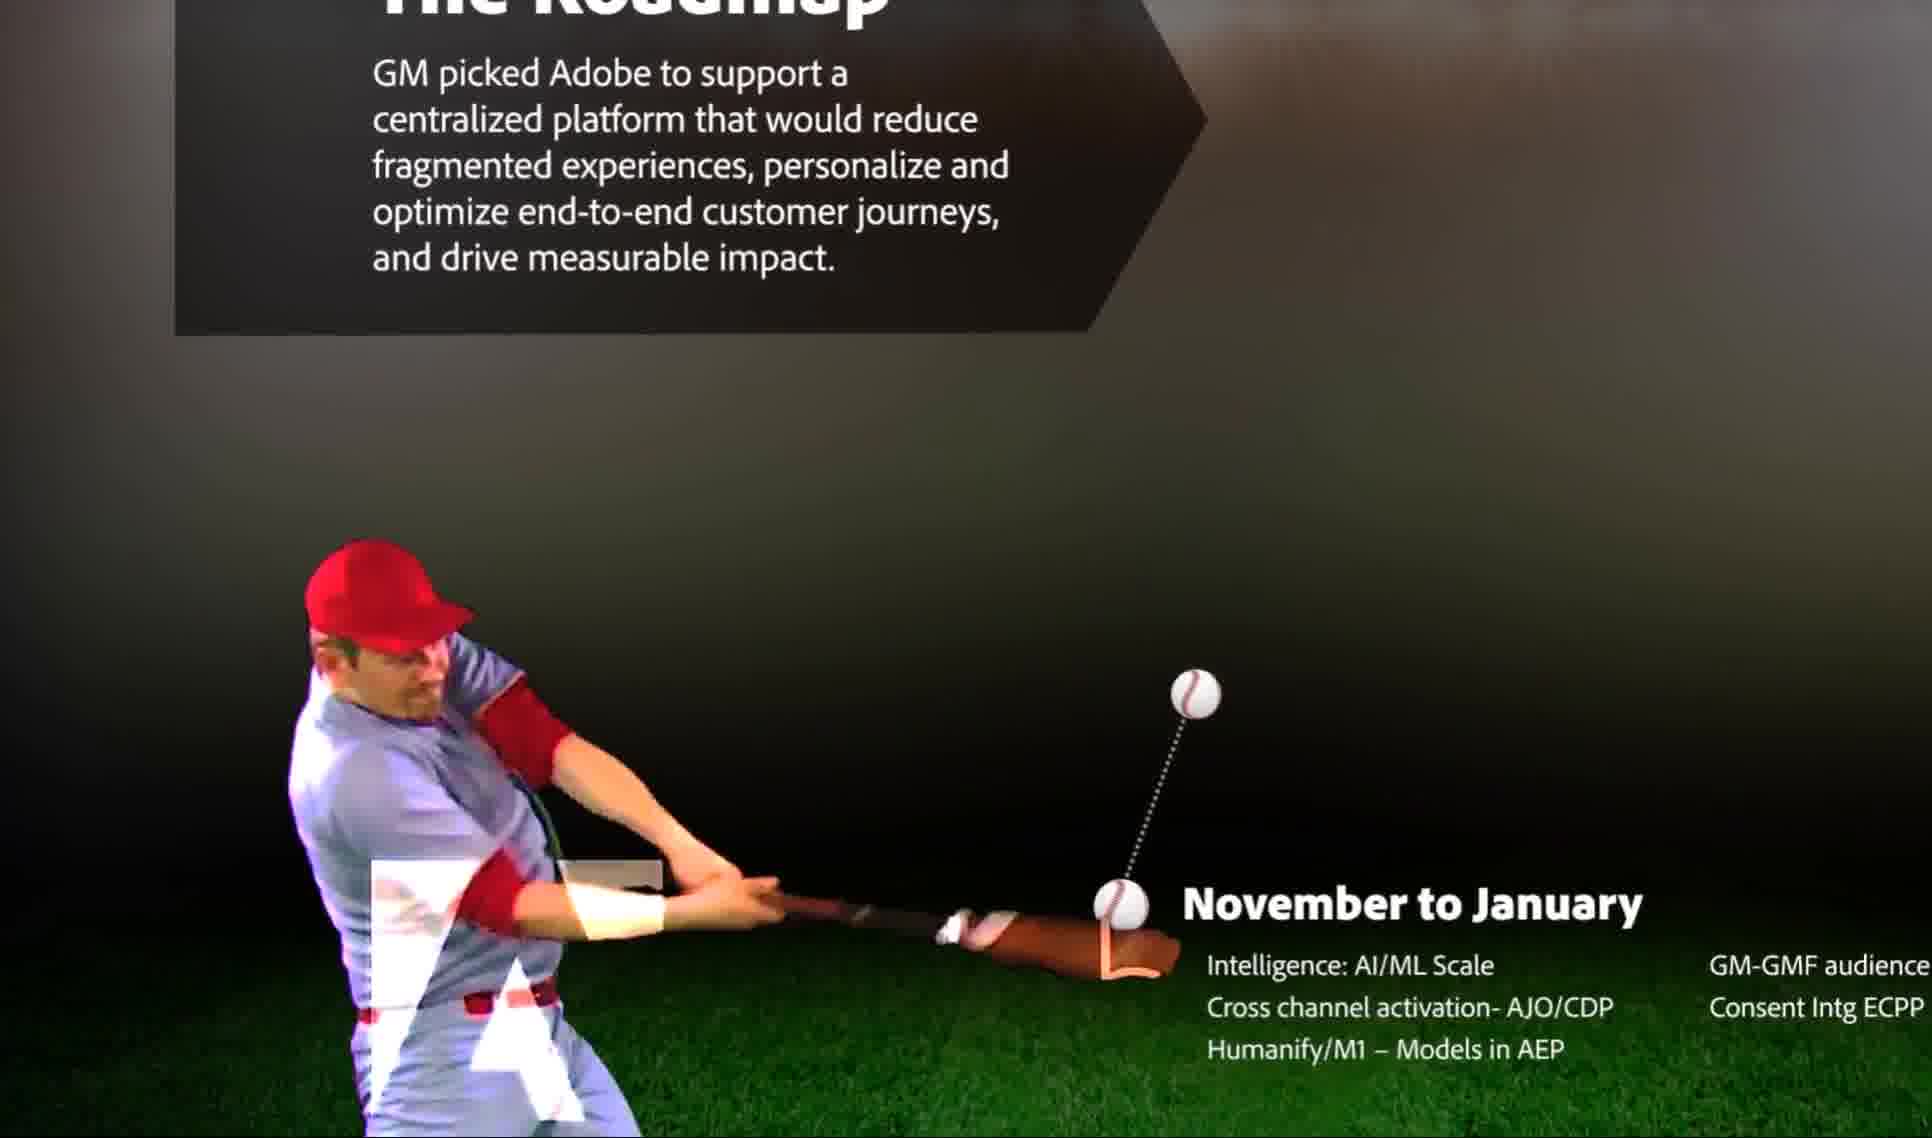 The Roadmap
GM picked Adobe to support a
centralized platform that would reduce
fragmented experiences, personalize and
optimize end-to-end customer journeys,
and drive measurable impact.
November to January
Intelligence: AI/ML Scale
Cross channel activation- AJO/CDP
Humanify/M1 – Models in AEP
GM-GMF audience
Consent Intg ECPP